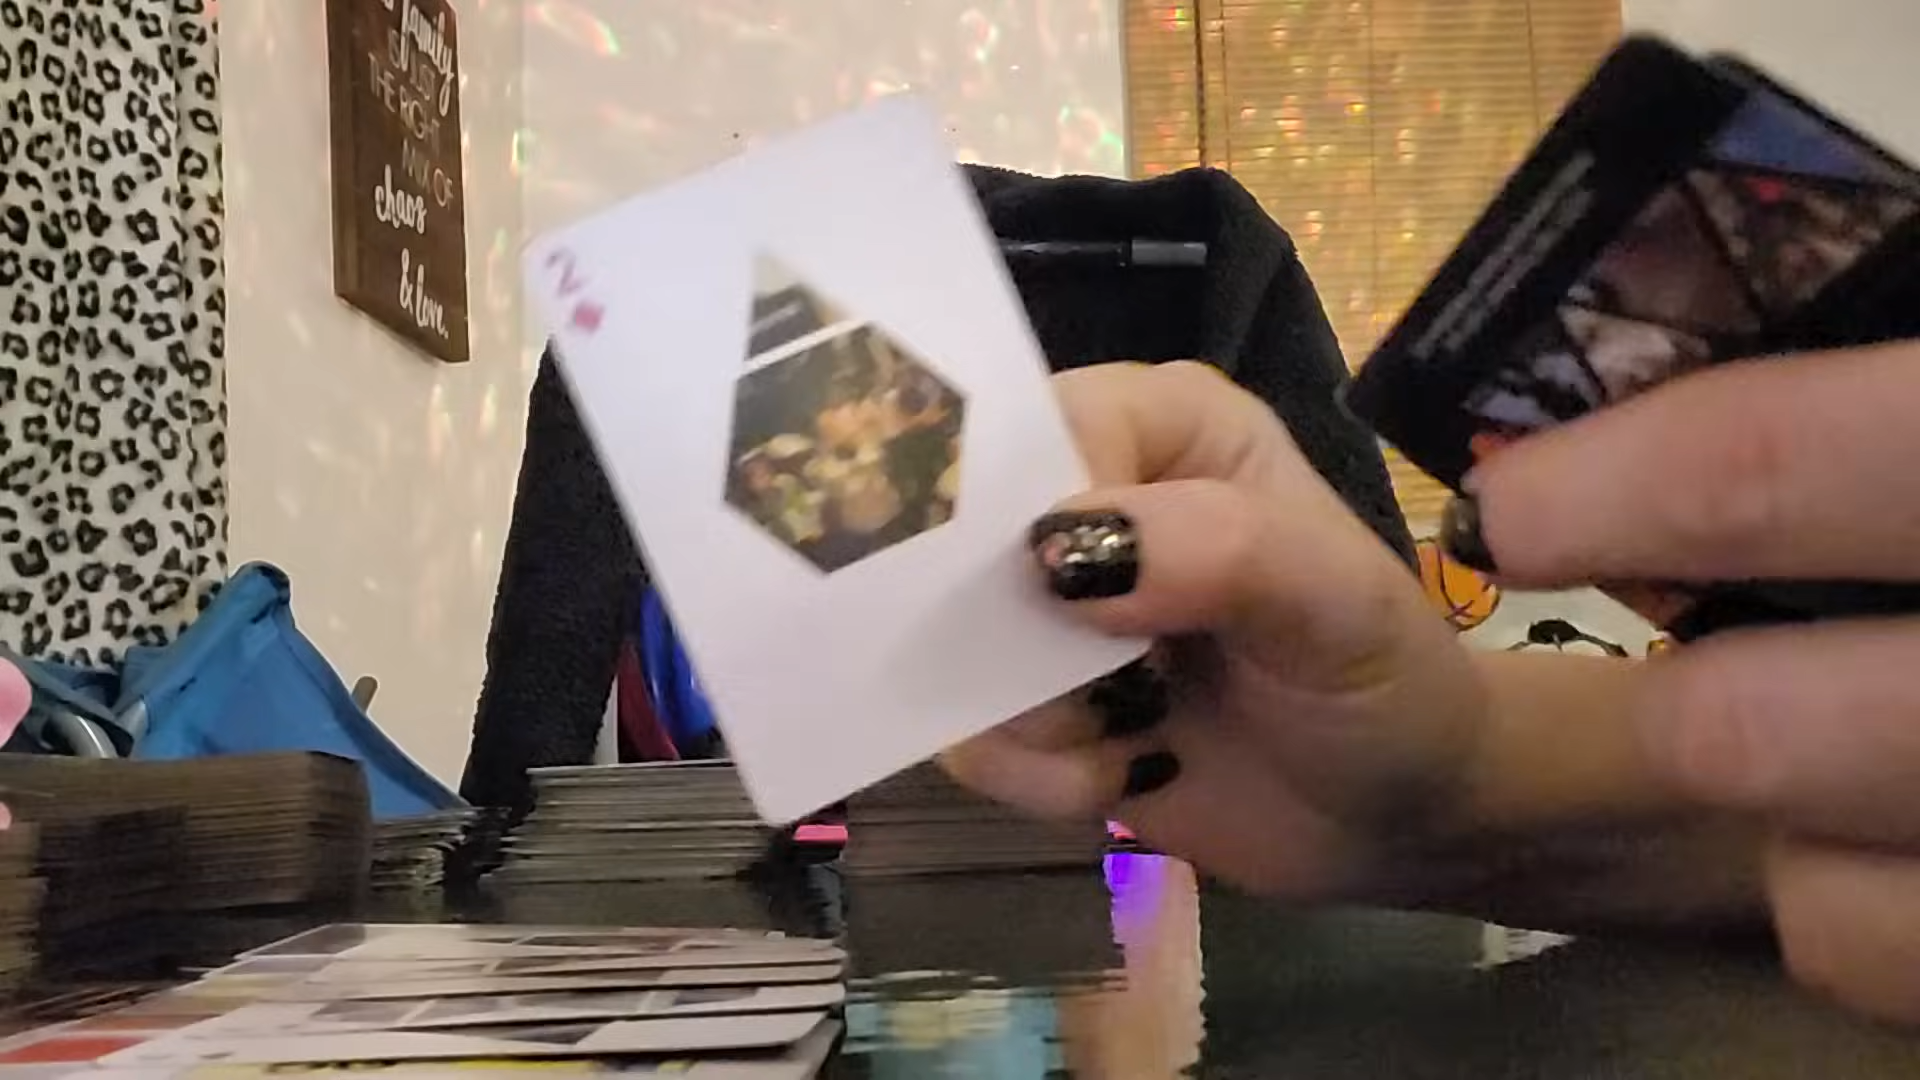 family
IS JUST
THE RIGHT
MIX OF
chaos
& love.
2